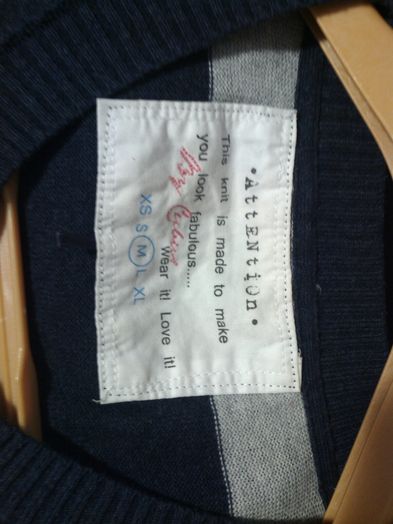 •AttENtiOn•
This knit is made to make
you look fabulous......
Wear it! Love it!
XS S M L XL